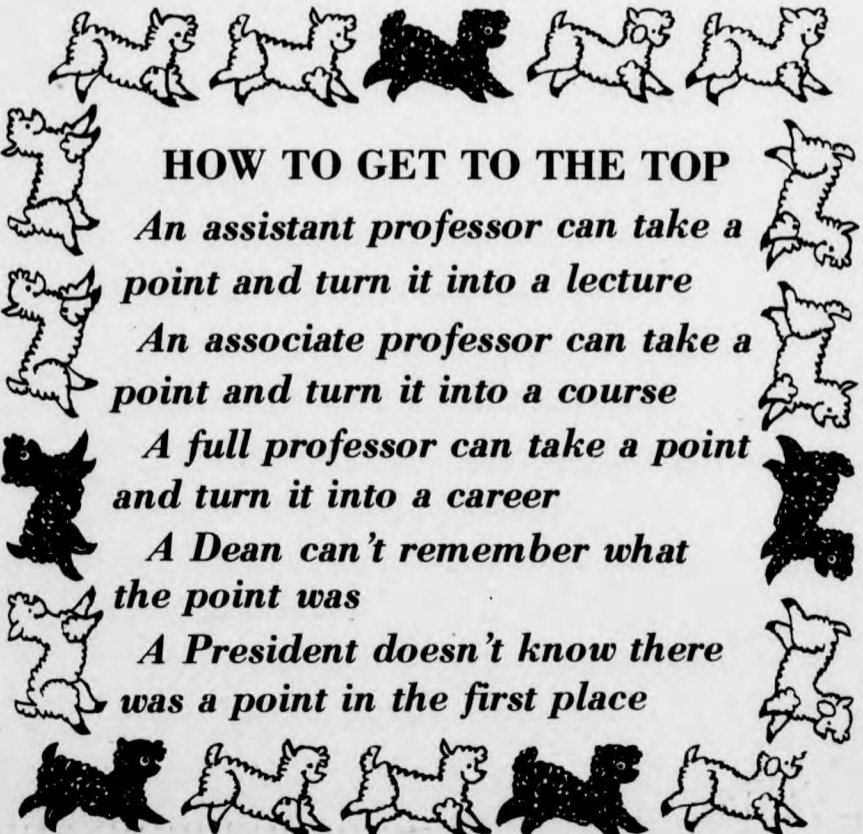 HOW TO GET TO THE TOP
An assistant professor can take a
point and turn it into a lecture
An associate professor can take a
point and turn it into a course
A full professor can take a point
and turn it into a career
A Dean can't remember what
the point was
A President doesn't know there
was a point in the first place